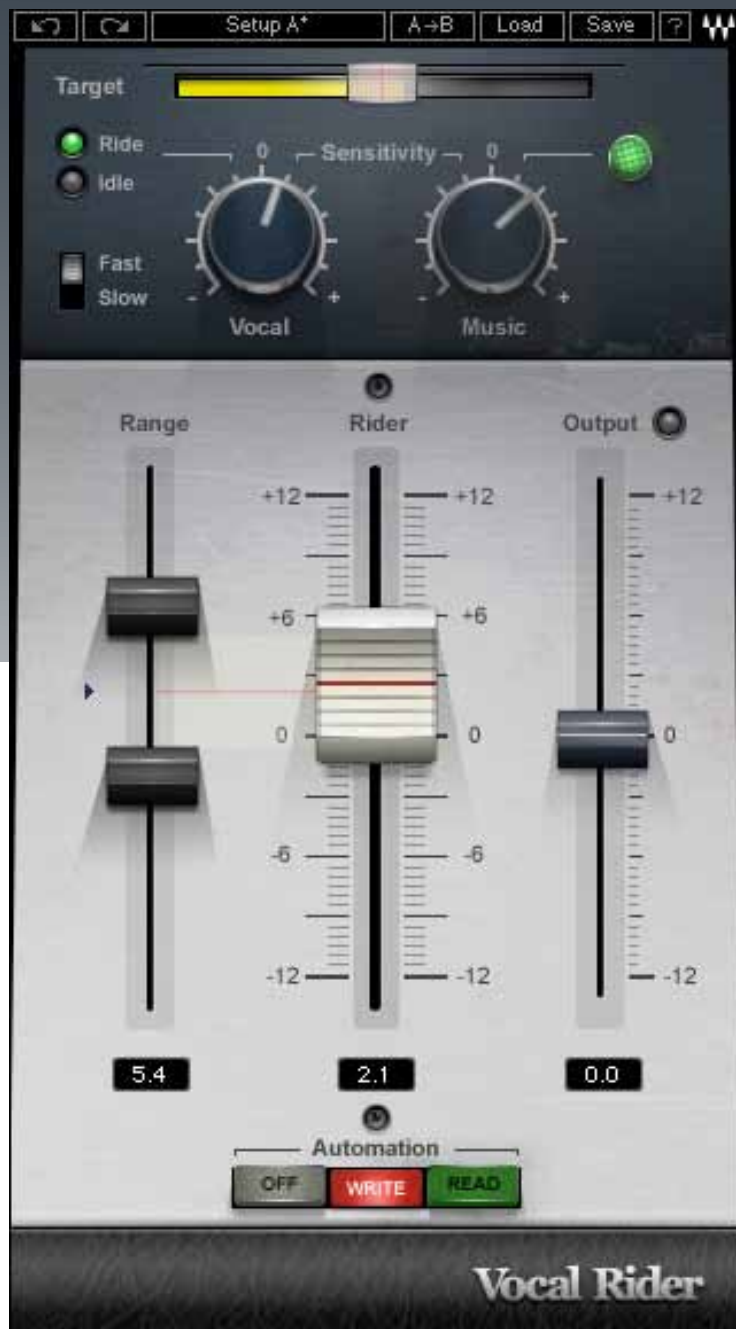 Setup A* A→B Load Save ?
Target
Ride
Idle
0 Sensitivity 0
Fast
Slow
- + - +
Vocal Music
Range Rider Output
+12 +12 +12
+6 +6
0 0 0
-6 -6
-12 -12 -12
5.4 2.1 0.0
Automation
OFF WRITE READ
Vocal Rider